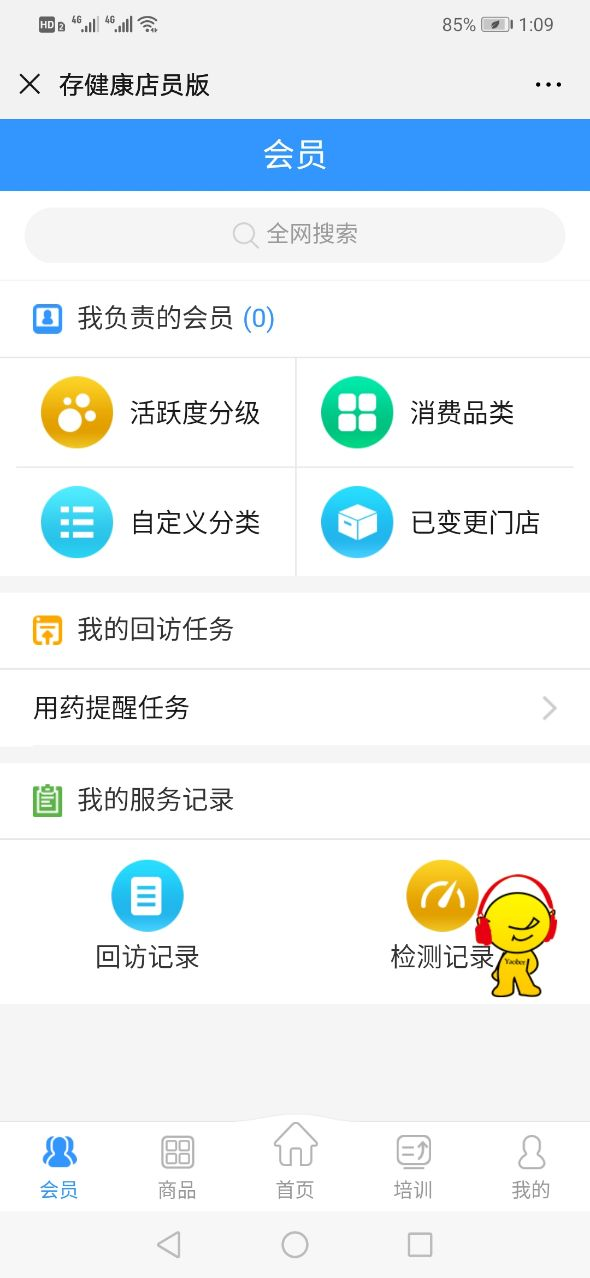 HD 2 4G 4G 85% 1:09
存健康店员版
会员
全网搜索
我负责的会员 (0)
活跃度分级 消费品类
自定义分类 已变更门店
我的回访任务
用药提醒任务
我的服务记录
回访记录 检测记录
会员 商品 首页 培训 我的